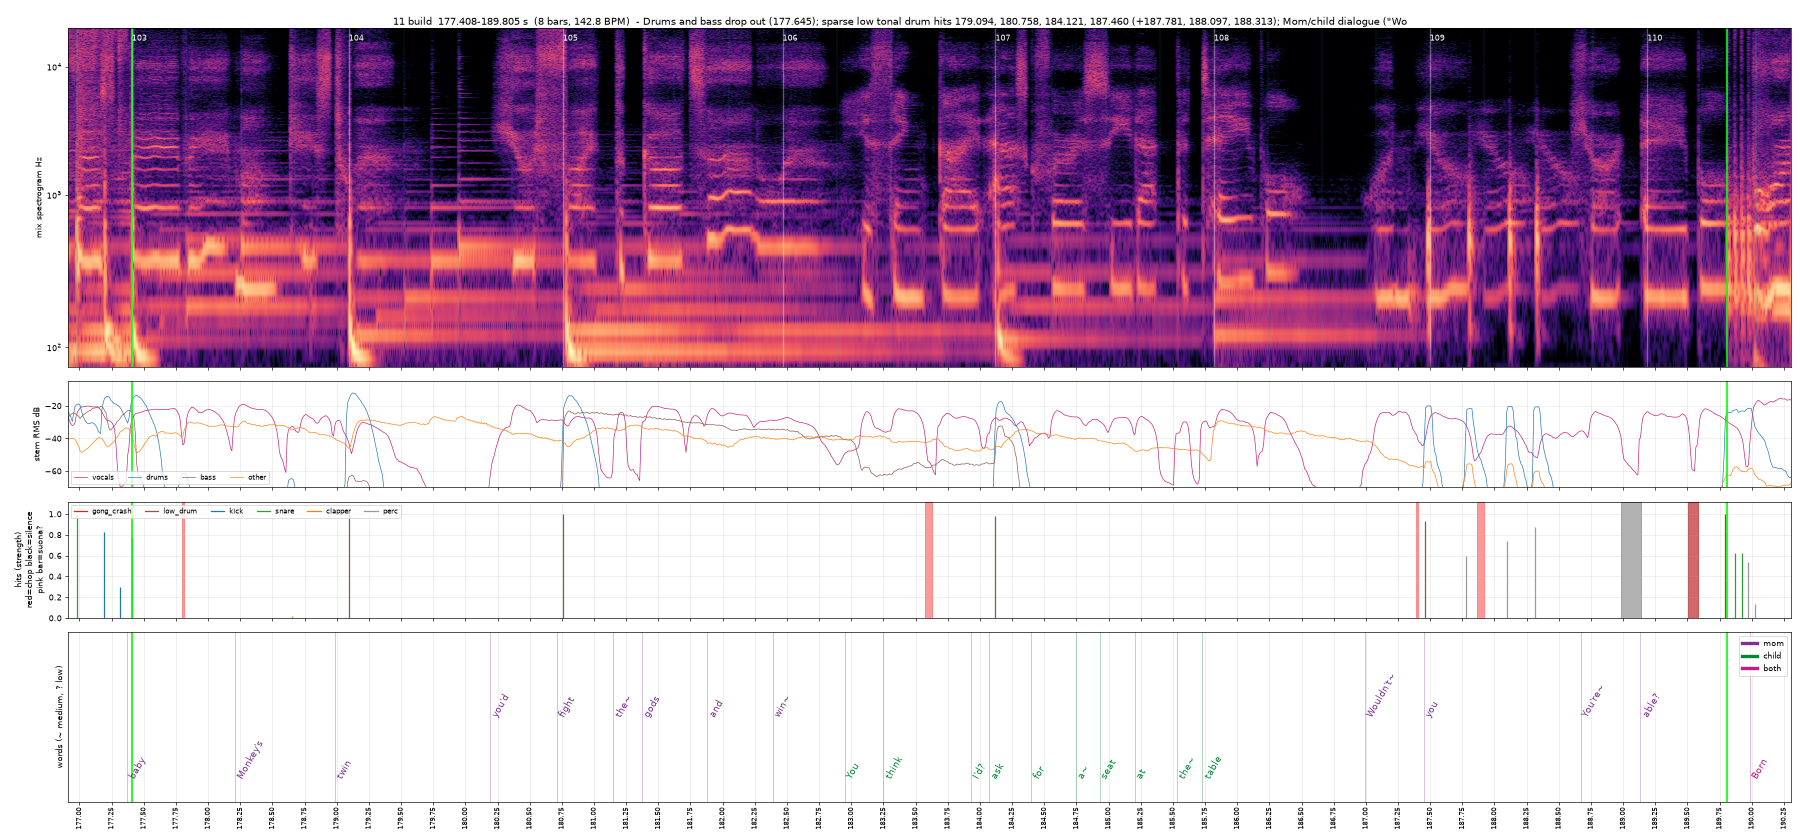 11 build  177.408-189.805 s  (8 bars, 142.8 BPM)  - Drums and bass drop out (177.645); sparse low tonal drum hits 179.094, 180.758, 184.121, 187.460 (+187.781, 188.097, 188.313); Mom/child dialogue ("Wo
103 104 105 106 107 108 109 110
mix spectrogram Hz
10⁴
10³
10²
stem RMS dB
−20
−40
−60
vocals drums bass other
hits (strength)
red=chop black=silence
pink bar=suona?
1.0
0.8
0.6
0.4
0.2
0.0
gong_crash low_drum kick snare clapper perc
words (~ medium, ? low)
mom
child
both
baby Monkey's twin you'd fight the~ gods and win~ You think I'd? ask for a~ seat at the~ table Wouldn't~ you You're~ able? Born
177.00 177.25 177.50 177.75 178.00 178.25 178.50 178.75 179.00 179.25 179.50 179.75 180.00 180.25 180.50 180.75 181.00 181.25 181.50 181.75 182.00 182.25 182.50 182.75 183.00 183.25 183.50 183.75 184.00 184.25 184.50 184.75 185.00 185.25 185.50 185.75 186.00 186.25 186.50 186.75 187.00 187.25 187.50 187.75 188.00 188.25 188.50 188.75 189.00 189.25 189.50 189.75 190.00 190.25